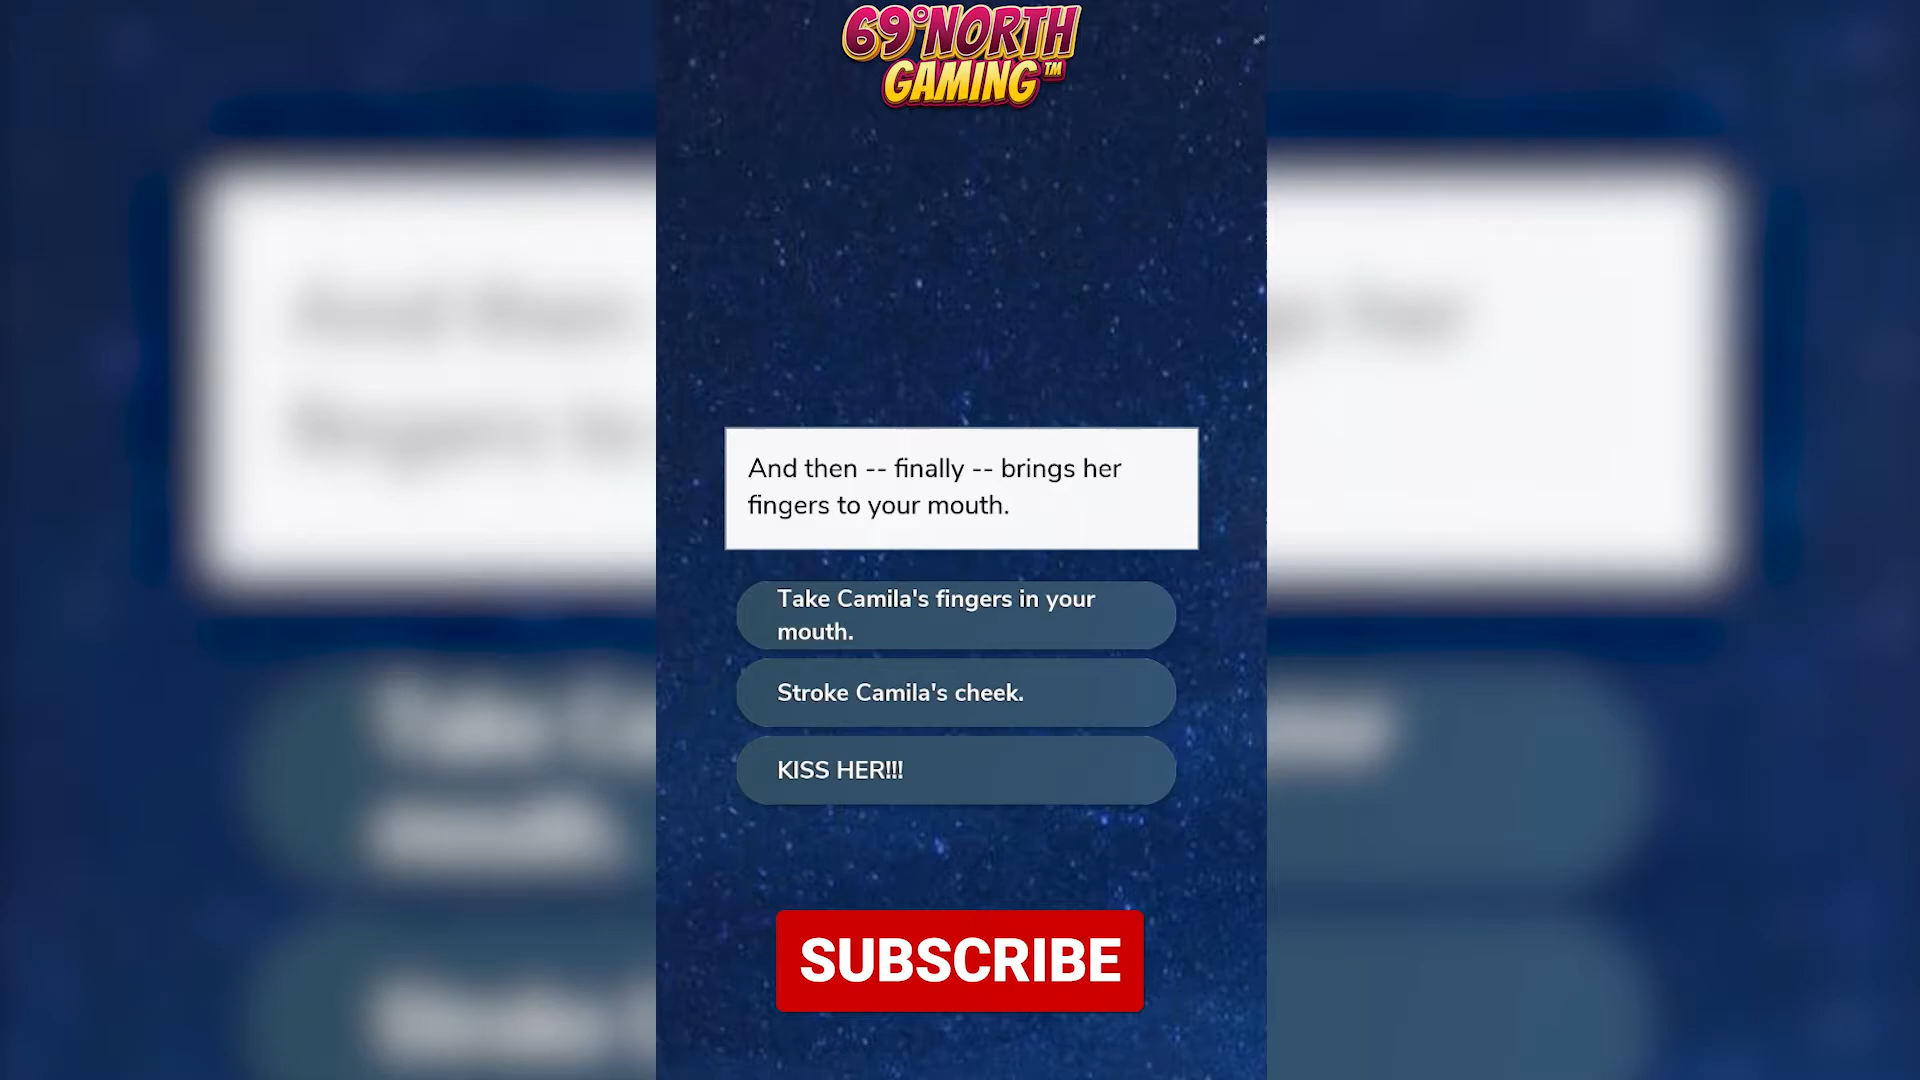 69°NORTH
GAMING™
And then -- finally -- brings her
fingers to your mouth.
Take Camila's fingers in your
mouth.
Stroke Camila's cheek.
KISS HER!!!
SUBSCRIBE